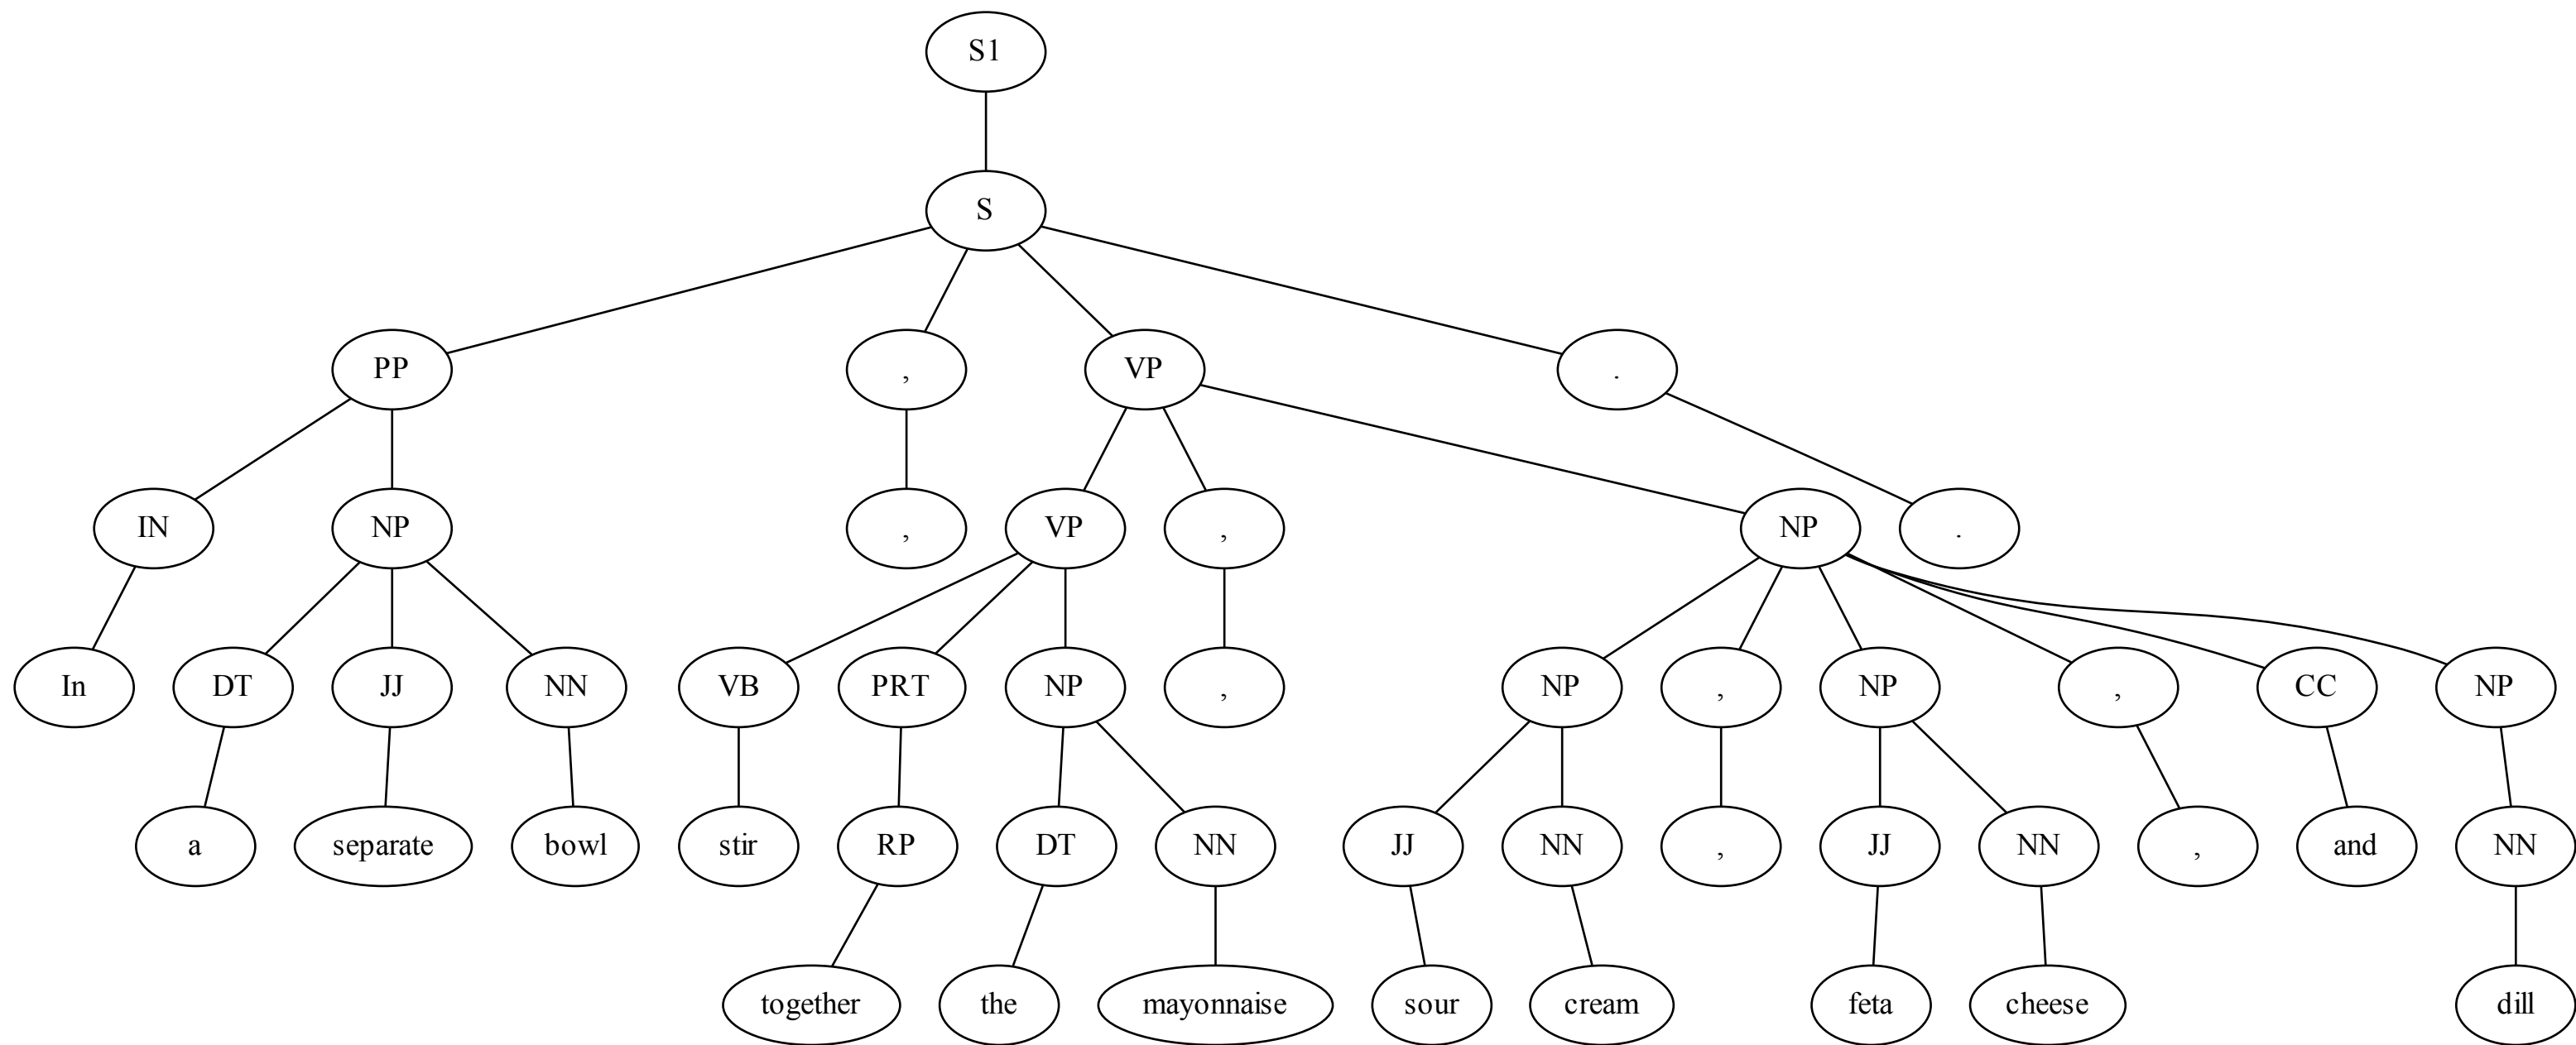 S1
S
PP , VP .
IN NP , VP , NP .
In DT JJ NN VB PRT NP , NP , NP , CC NP
a separate bowl stir RP DT NN JJ NN , JJ NN , and NN
together the mayonnaise sour cream feta cheese dill